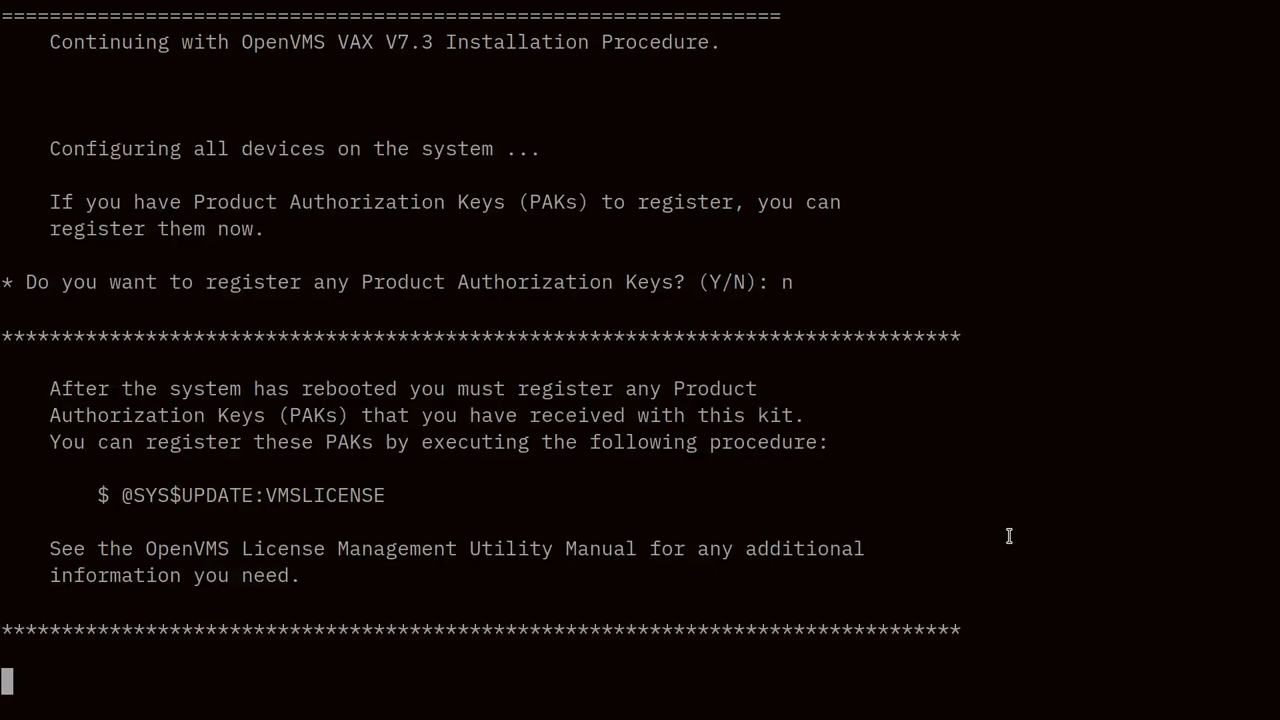 =================================================================
Continuing with OpenVMS VAX V7.3 Installation Procedure.
Configuring all devices on the system ...
If you have Product Authorization Keys (PAKs) to register, you can
register them now.
* Do you want to register any Product Authorization Keys? (Y/N): n
********************************************************************************
After the system has rebooted you must register any Product
Authorization Keys (PAKs) that you have received with this kit.
You can register these PAKs by executing the following procedure:
$ @SYS$UPDATE:VMSLICENSE
See the OpenVMS License Management Utility Manual for any additional
information you need.
********************************************************************************